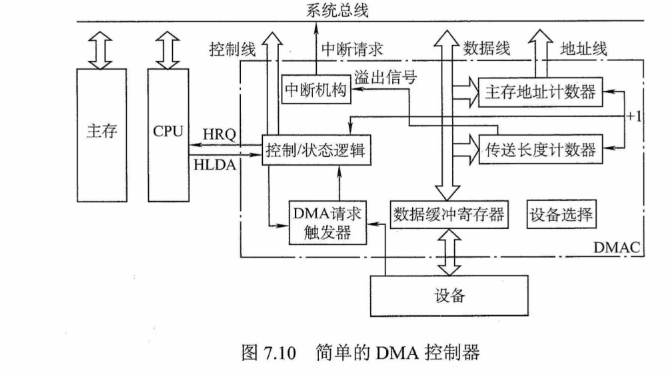 系统总线
控制线
中断请求
数据线
地址线
中断机构
溢出信号
主存地址计数器
主存
CPU
HRQ
HLDA
控制/状态逻辑
+1
传送长度计数器
DMA请求
触发器
数据缓冲寄存器
设备选择
DMAC
设备
图 7.10 简单的 DMA 控制器